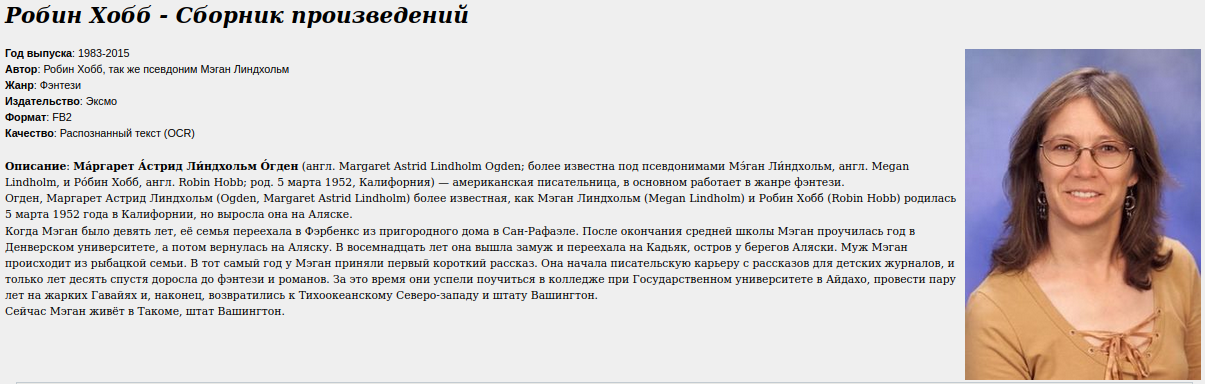 Робин Хобб - Сборник произведений
Год выпуска: 1983-2015
Автор: Робин Хобб, так же псевдоним Мэган Линдхольм
Жанр: Фэнтези
Издательство: Эксмо
Формат: FB2
Качество: Распознанный текст (OCR)
Описание: Ма́ргарет А́стрид Ли́ндхольм О́гден (англ. Margaret Astrid Lindholm Ogden; более известна под псевдонимами Мэ́ган Ли́ндхольм, англ. Megan
Lindholm, и Ро́бин Хобб, англ. Robin Hobb; род. 5 марта 1952, Калифорния) — американская писательница, в основном работает в жанре фэнтези.
Огден, Маргарет Астрид Линдхольм (Ogden, Margaret Astrid Lindholm) более известная, как Мэган Линдхольм (Megan Lindholm) и Робин Хобб (Robin Hobb) родилась
5 марта 1952 года в Калифорнии, но выросла она на Аляске.
Когда Мэган было девять лет, её семья переехала в Фэрбенкс из пригородного дома в Сан-Рафаэле. После окончания средней школы Мэган проучилась год в
Денверском университете, а потом вернулась на Аляску. В восемнадцать лет она вышла замуж и переехала на Кадьяк, остров у берегов Аляски. Муж Мэган
происходит из рыбацкой семьи. В тот самый год у Мэган приняли первый короткий рассказ. Она начала писательскую карьеру с рассказов для детских журналов, и
только лет десять спустя доросла до фэнтези и романов. За это время они успели поучиться в колледже при Государственном университете в Айдахо, провести пару
лет на жарких Гавайях и, наконец, возвратились к Тихоокеанскому Северо-западу и штату Вашингтон.
Сейчас Мэган живёт в Такоме, штат Вашингтон.